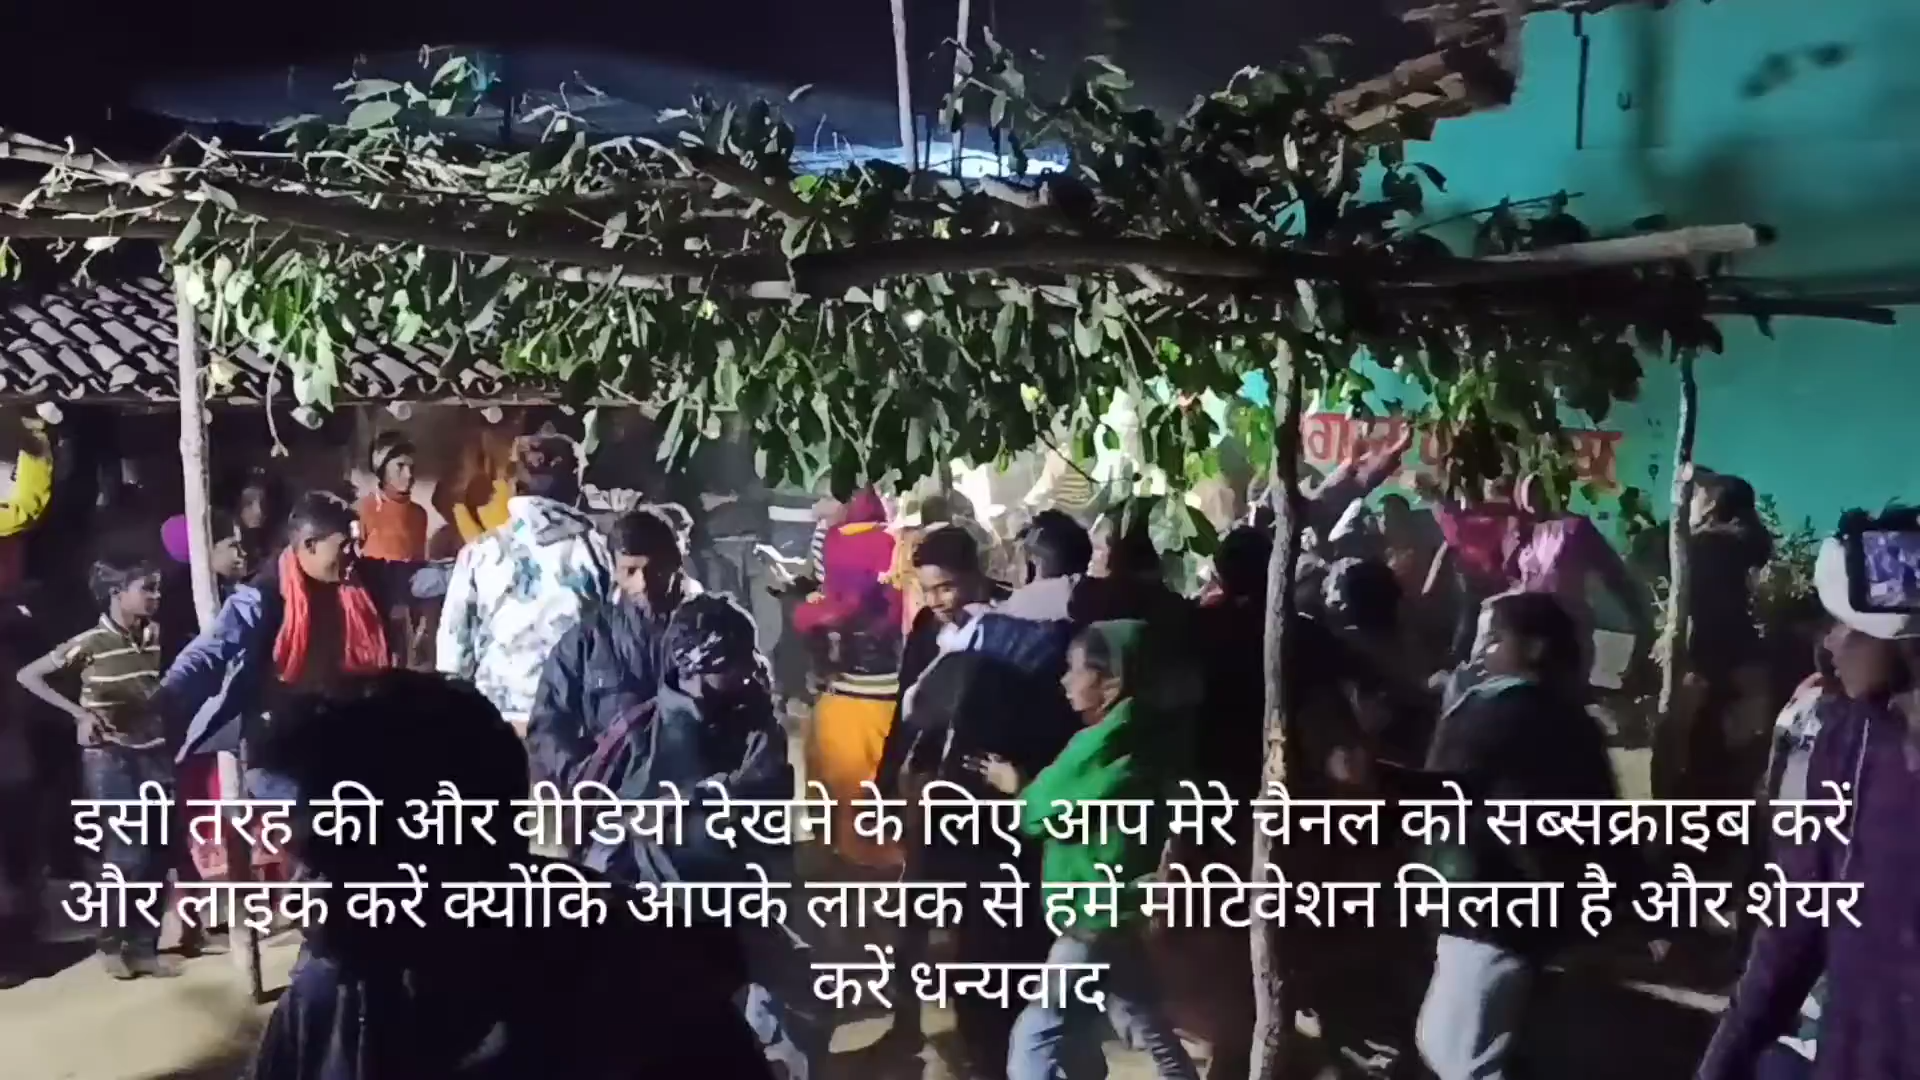 इसी तरह की और वीडियो देखने के लिए आप मेरे चैनल को सब्सक्राइब करें
और लाइक करें क्योंकि आपके लायक से हमें मोटिवेशन मिलता है और शेयर
करें धन्यवाद